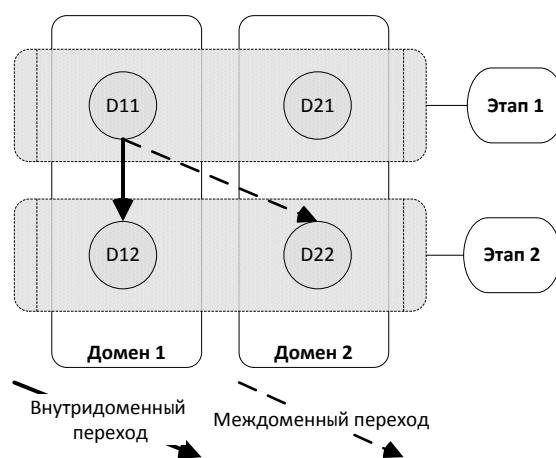 D11
D21
Этап 1
D12
D22
Этап 2
Домен 1
Домен 2
Внутридоменный
переход
Междоменный переход